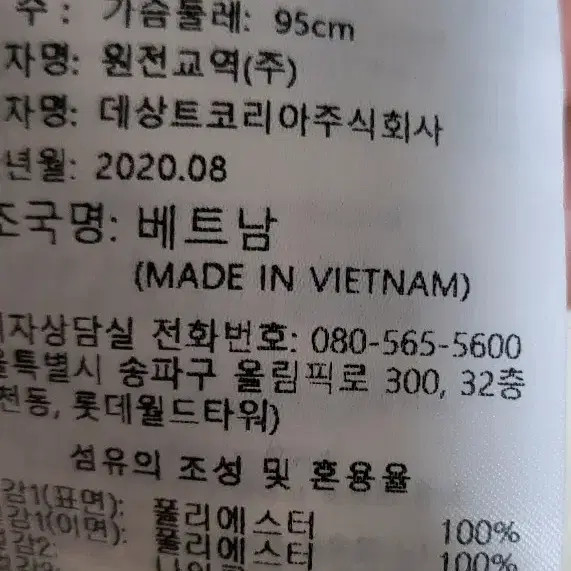 수: 가슴둘레: 95cm
자명: 원전교역(주)
자명: 데상트코리아주식회사
년월: 2020.08
조국명: 베트남
(MADE IN VIETNAM)
자상담실 전화번호: 080-565-5600
울특별시 송파구 올림픽로 300, 32층
천동, 롯데월드타워)
섬유의 조성 및 혼용율
감1(표면): 폴리에스터 100%
감1(이면): 폴리에스터 100%
감2: